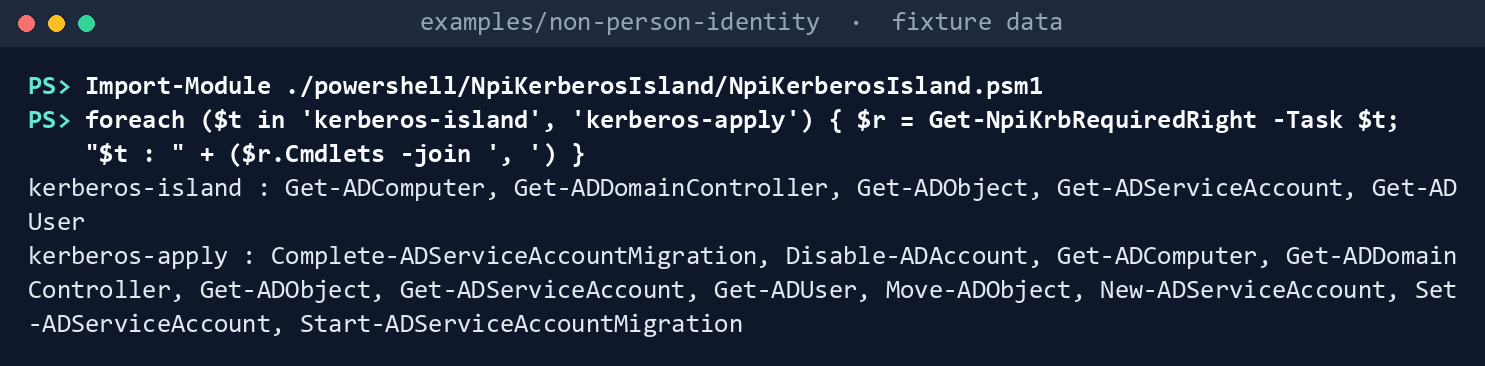 examples/non-person-identity · fixture data
PS> Import-Module ./powershell/NpiKerberosIsland/NpiKerberosIsland.psm1
PS> foreach ($t in 'kerberos-island', 'kerberos-apply') { $r = Get-NpiKrbRequiredRight -Task $t;
    "$t : " + ($r.Cmdlets -join ', ') }
kerberos-island : Get-ADComputer, Get-ADDomainController, Get-ADObject, Get-ADServiceAccount, Get-AD
User
kerberos-apply : Complete-ADServiceAccountMigration, Disable-ADAccount, Get-ADComputer, Get-ADDomain
Controller, Get-ADObject, Get-ADServiceAccount, Get-ADUser, Move-ADObject, New-ADServiceAccount, Set
-ADServiceAccount, Start-ADServiceAccountMigration